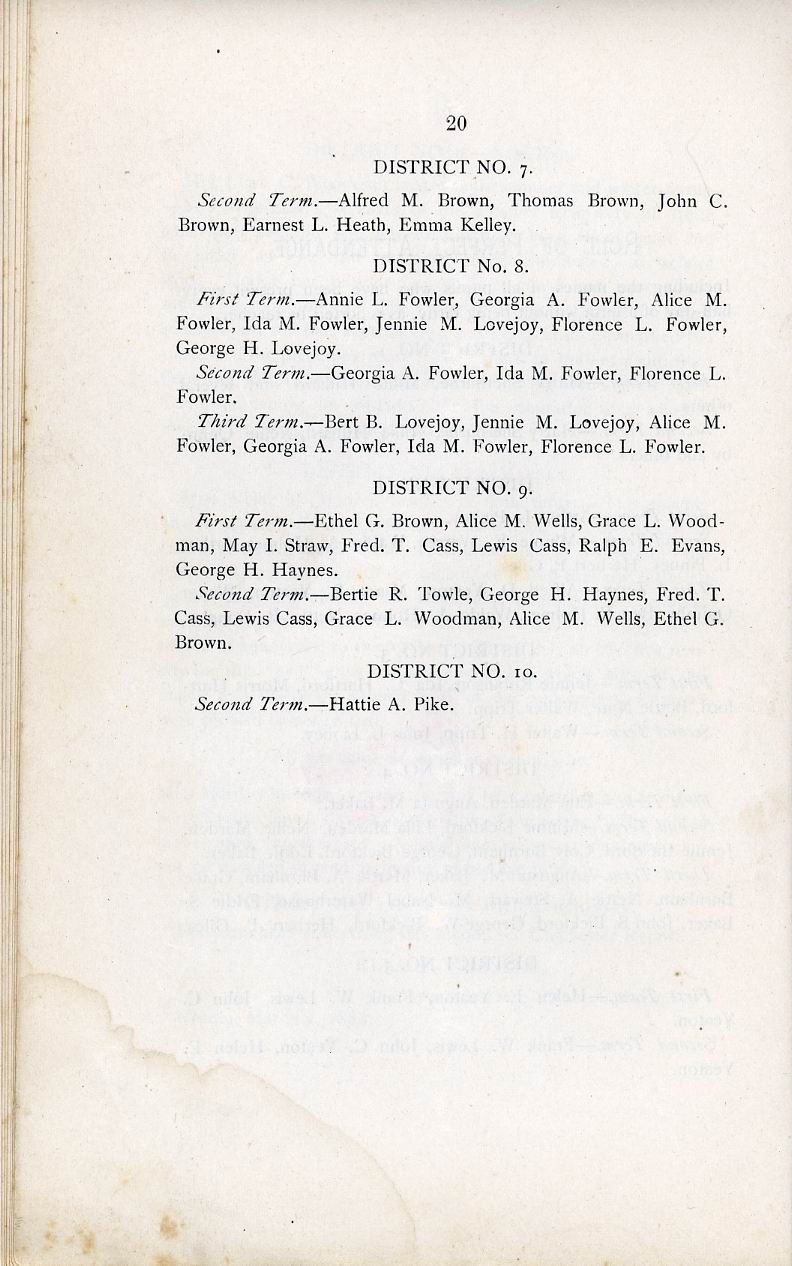 20
DISTRICT NO. 7.
Second Term.—Alfred M. Brown, Thomas Brown, John C.
Brown, Earnest L. Heath, Emma Kelley.
DISTRICT No. 8.
First Term.—Annie L. Fowler, Georgia A. Fowler, Alice M.
Fowler, Ida M. Fowler, Jennie M. Lovejoy, Florence L. Fowler,
George H. Lovejoy.
Second Term.—Georgia A. Fowler, Ida M. Fowler, Florence L.
Fowler.
Third Term.—Bert B. Lovejoy, Jennie M. Lovejoy, Alice M.
Fowler, Georgia A. Fowler, Ida M. Fowler, Florence L. Fowler.
DISTRICT NO. 9.
First Term.—Ethel G. Brown, Alice M. Wells, Grace L. Wood-
man, May I. Straw, Fred. T. Cass, Lewis Cass, Ralph E. Evans,
George H. Haynes.
Second Term.—Bertie R. Towle, George H. Haynes, Fred. T.
Cass, Lewis Cass, Grace L. Woodman, Alice M. Wells, Ethel G.
Brown.
DISTRICT NO. 10.
Second Term.—Hattie A. Pike.